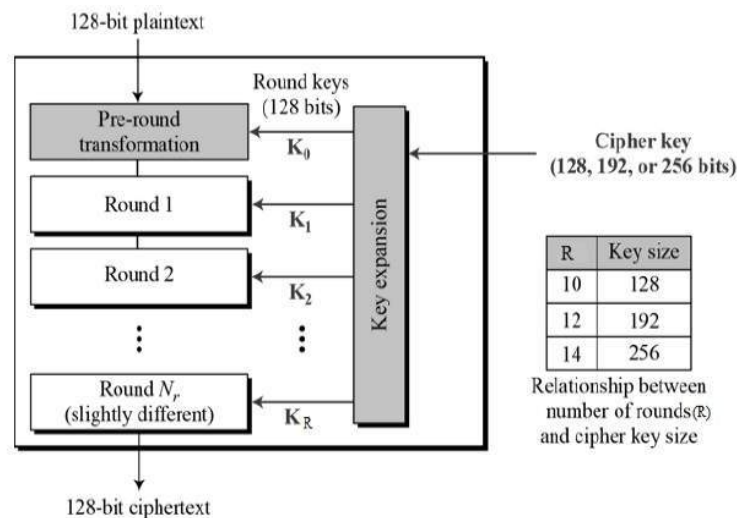 128-bit plaintext
Round keys
(128 bits)
Pre-round
transformation
K0
Cipher key
(128, 192, or 256 bits)
Round 1
K1
Key expansion
Round 2
K2
R Key size
10 128
12 192
14 256
Relationship between
number of rounds(R)
and cipher key size
Round Nr
(slightly different)
KR
128-bit ciphertext